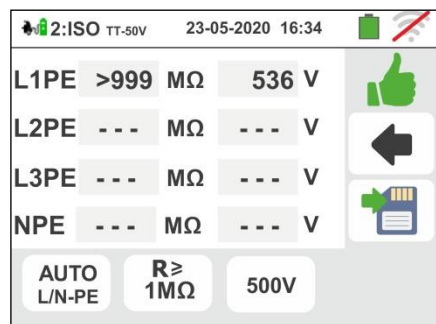 2:ISO TT-50V 23-05-2020 16:34
L1PE >999 MΩ 536 V
L2PE - - - MΩ - - - V
L3PE - - - MΩ - - - V
NPE - - - MΩ - - - V
AUTO
L/N-PE
R≥
1MΩ
500V